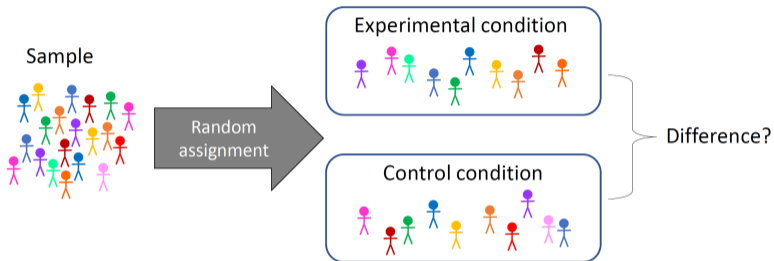 Sample
Random
assignment
Experimental condition
Control condition
Difference?